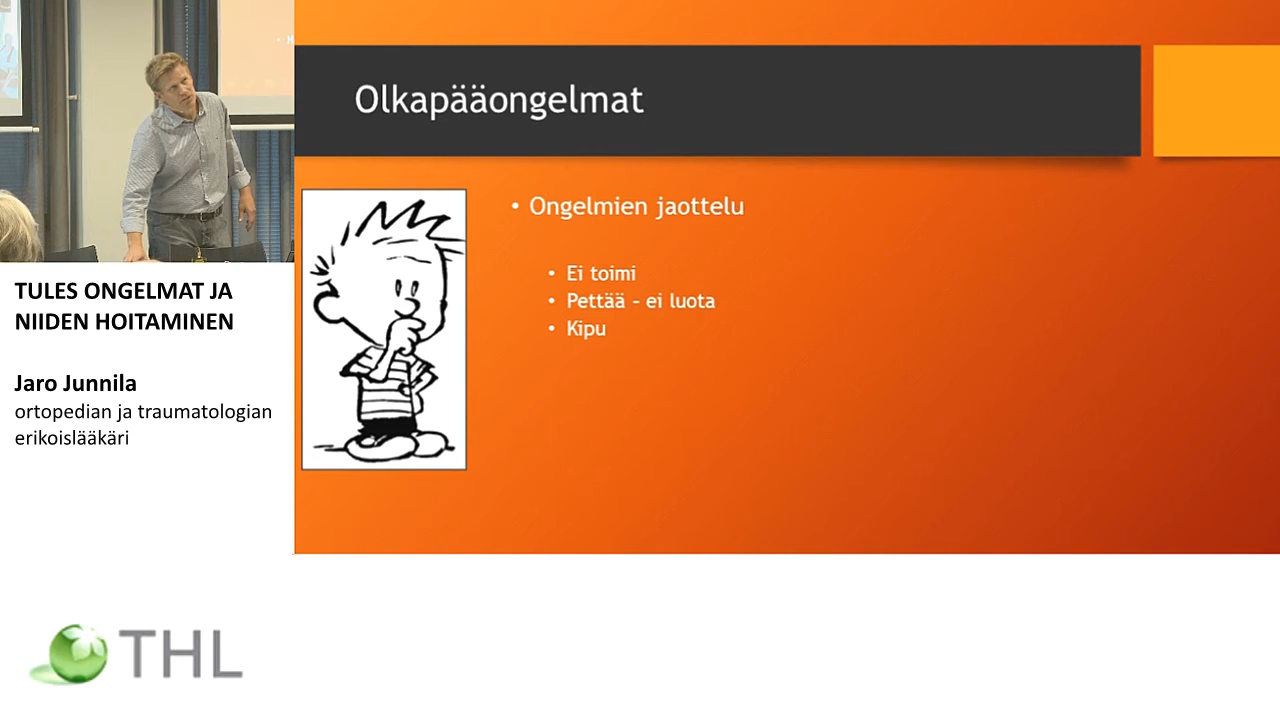 Olkapääongelmat
• Ongelmien jaottelu
• Ei toimi
• Pettää – ei luota
• Kipu
TULES ONGELMAT JA
NIIDEN HOITAMINEN
Jaro Junnila
ortopedian ja traumatologian
erikoislääkäri
THL